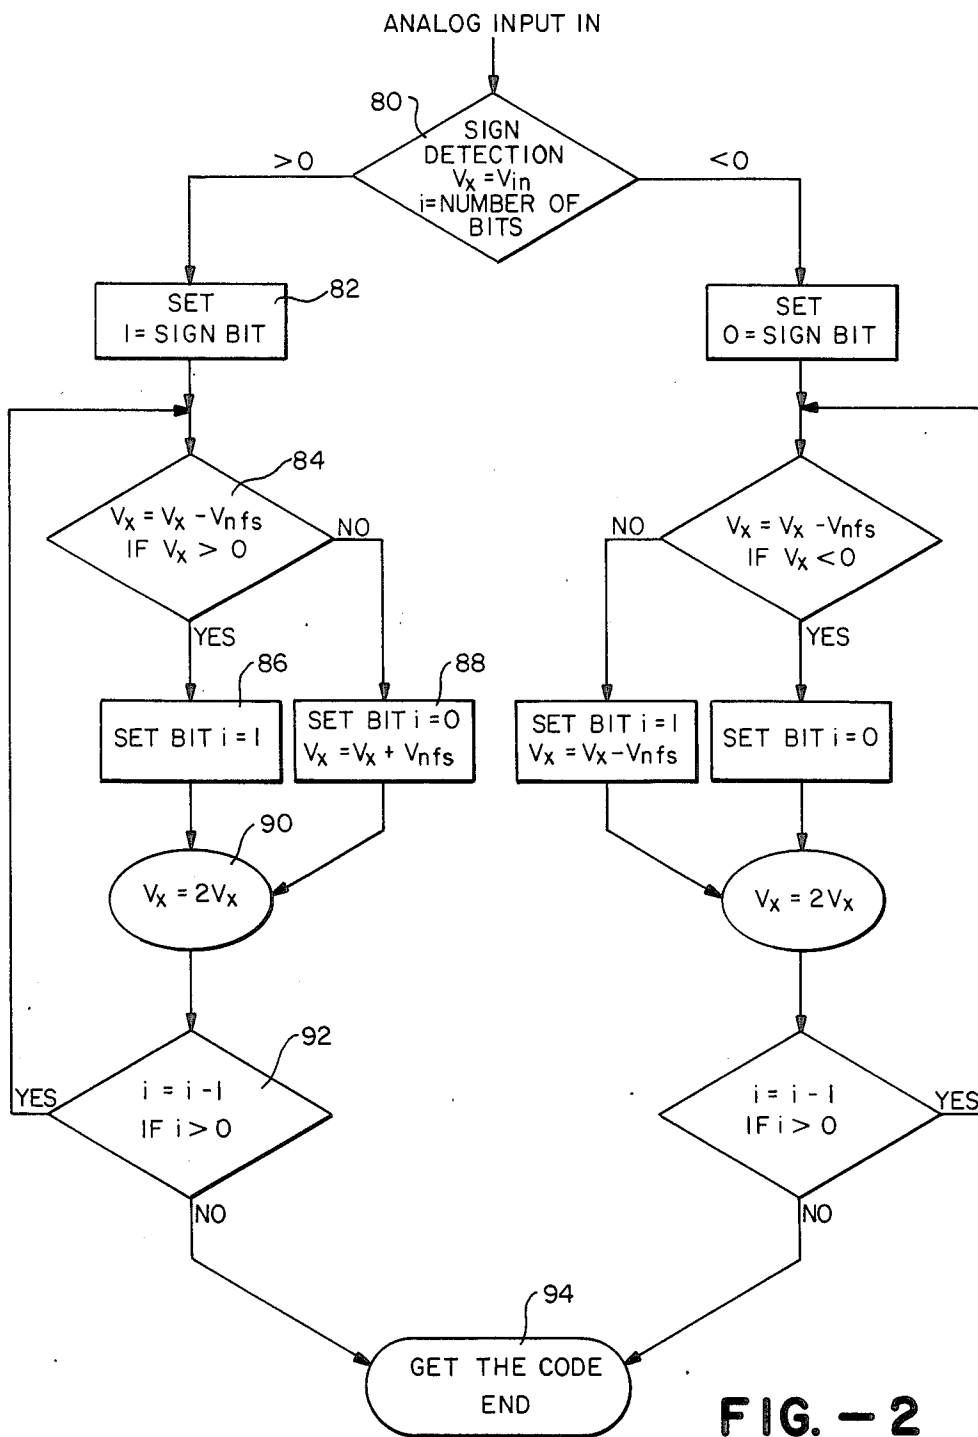 ANALOG INPUT IN
80
SIGN
DETECTION
Vx = Vin
i=NUMBER OF
BITS
>0
<0
SET
1= SIGN BIT
82
SET
0= SIGN BIT
84
Vx = Vx - Vnfs
IF Vx > 0
NO
YES
NO
Vx = Vx - Vnfs
IF Vx <0
YES
86
SET BIT i = 1
88
SET BIT i =0
Vx = Vx + Vnfs
SET BIT i = 1
Vx = Vx - Vnfs
SET BIT i = 0
90
Vx = 2Vx
Vx = 2Vx
92
i = i - 1
IF i > 0
YES
NO
i = i - 1
IF i > 0
YES
NO
94
GET THE CODE
END
FIG. - 2